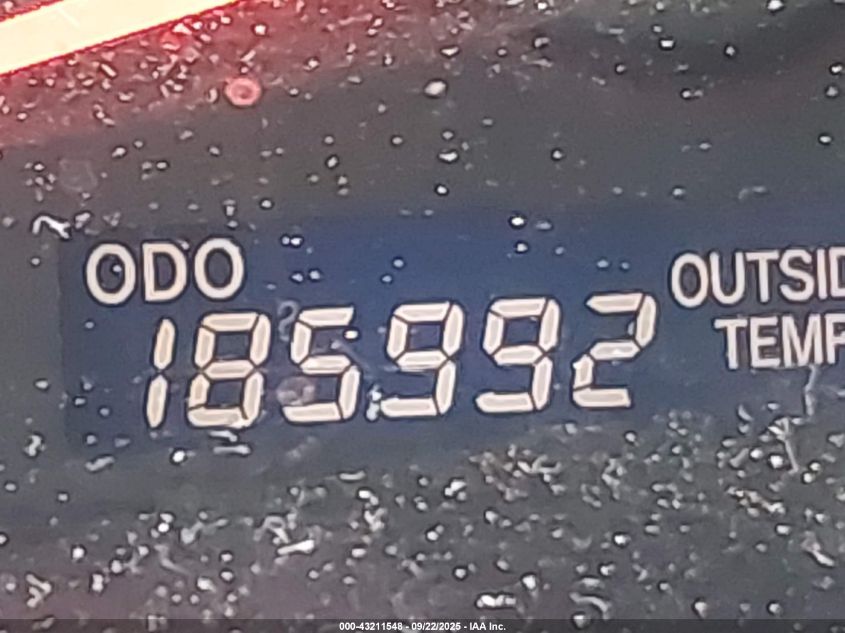 ODO
OUTSID
185992
TEMP
000-43211548 - 09/22/2025 - IAA Inc.